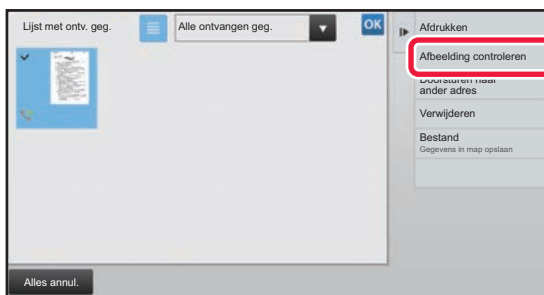 Lijst met ontv. geg.
Alle ontvangen geg.
OK
Afdrukken
Afbeelding controleren
Doorsturen naar
ander adres
Verwijderen
Bestand
Gegevens in map opslaan
Alles annul.